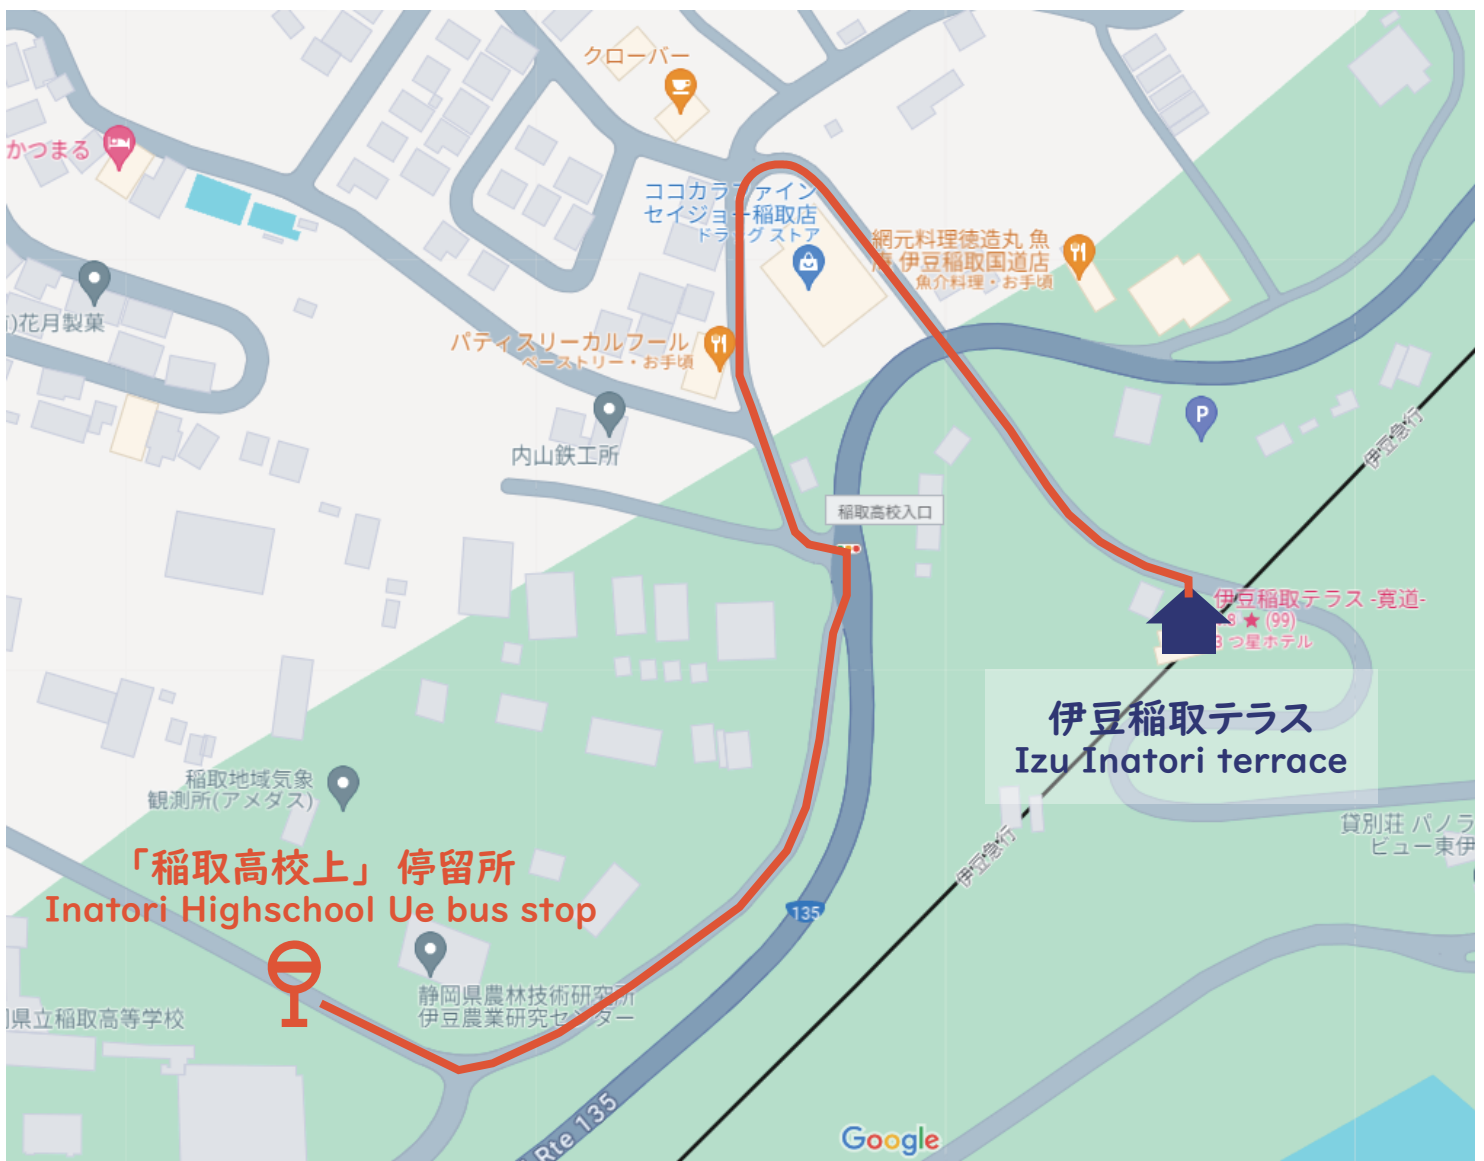 クローバー
かつまる
ココカラファイン
セイジョー稲取店
ドラッグ ストア
網元料理徳造丸 魚
庵 伊豆稲取国道店
魚介料理・お手頃
)花月製菓
パティスリーカルフール
ペーストリー・お手頃
P
伊豆急行
内山鉄工所
稲取高校入口
伊豆稲取テラス -寛道-
.8 ★ (99)
3 つ星ホテル
伊豆稲取テラス
Izu Inatori terrace
稲取地域気象
観測所(アメダス)
貸別荘 パノラ
ビュー東伊
伊豆急行
「稲取高校上」停留所
Inatori Highschool Ue bus stop
135
静岡県農林技術研究所
伊豆農業研究センター
県立稲取高等学校
Rte 135
Google